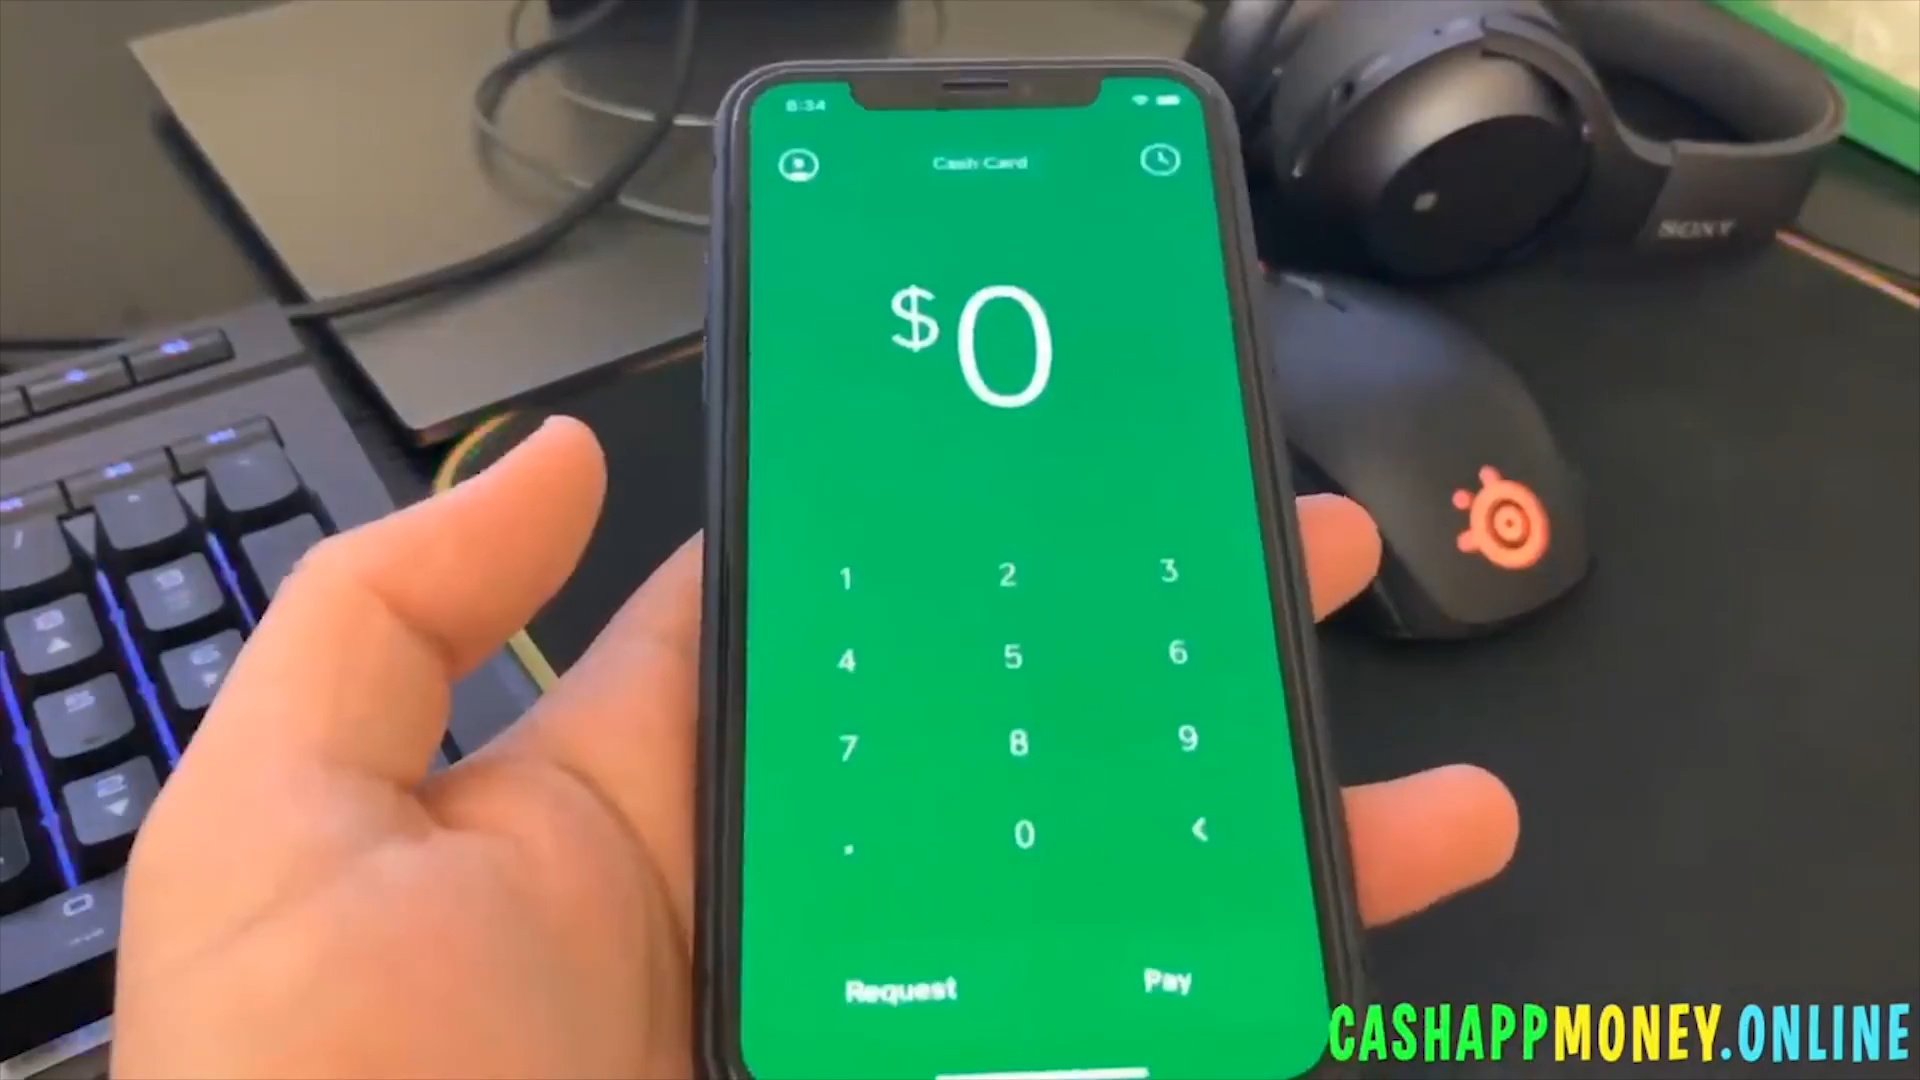 8:34
Cash Card
$0
1 2 3
4 5 6
7 8 9
. 0 <
Request Pay
SONY
CASHAPPMONEY.ONLINE